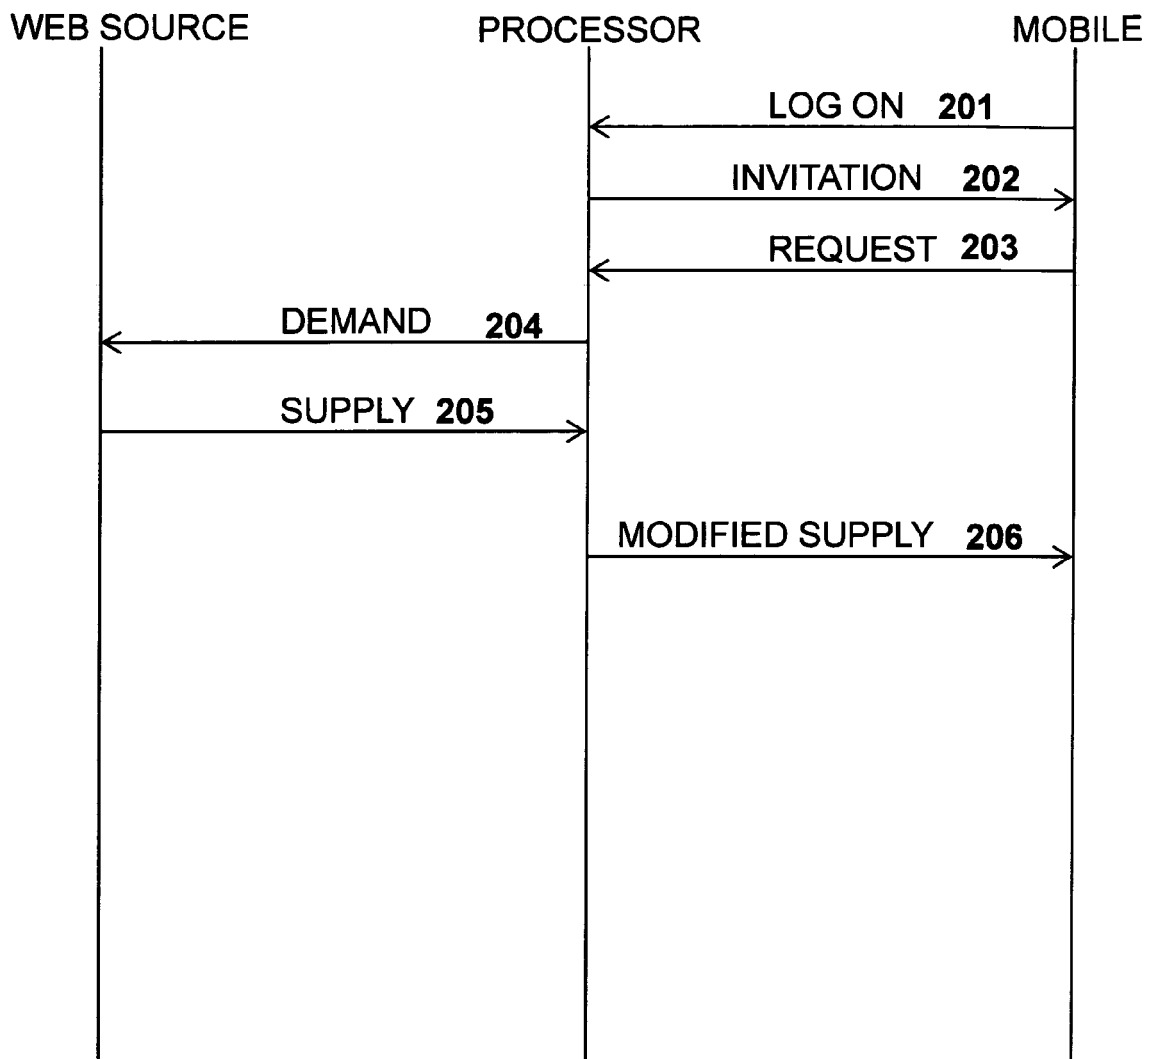 WEB SOURCE PROCESSOR MOBILE
LOG ON 201
INVITATION 202
REQUEST 203
DEMAND 204
SUPPLY 205
MODIFIED SUPPLY 206